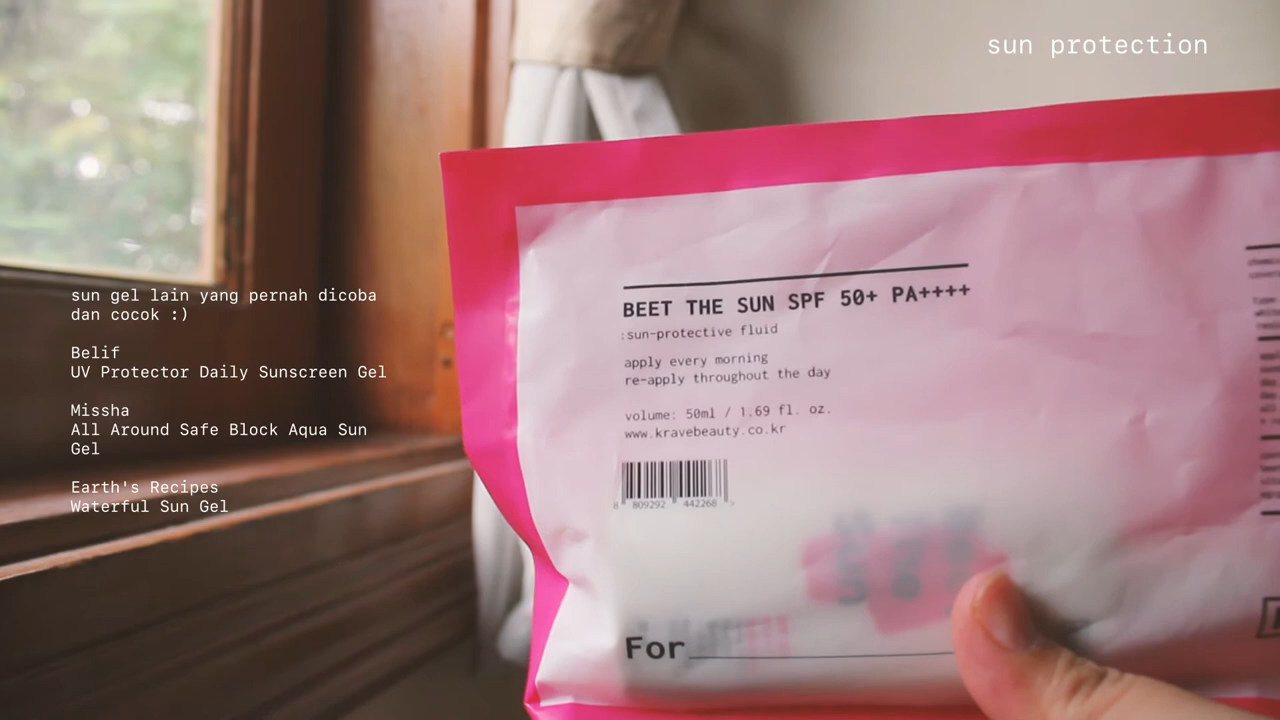 sun protection
sun gel lain yang pernah dicoba
dan cocok :)
Belif
UV Protector Daily Sunscreen Gel
Missha
All Around Safe Block Aqua Sun
Gel
Earth's Recipes
Waterful Sun Gel
BEET THE SUN SPF 50+ PA++++
:sun-protective fluid
apply every morning
re-apply throughout the day
volume: 50ml / 1.69 fl. oz.
www.kravebeauty.co.kr
8 809292 442268 >
For